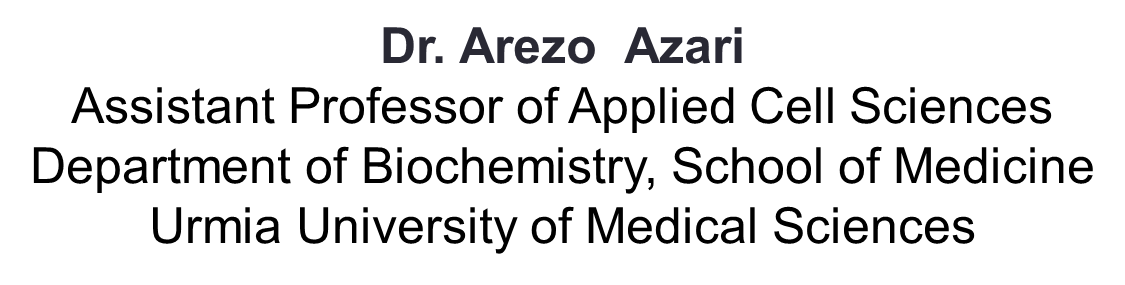 Dr. Arezo  Azari
Assistant Professor of Applied Cell Sciences
Department of Biochemistry, School of Medicine
Urmia University of Medical Sciences